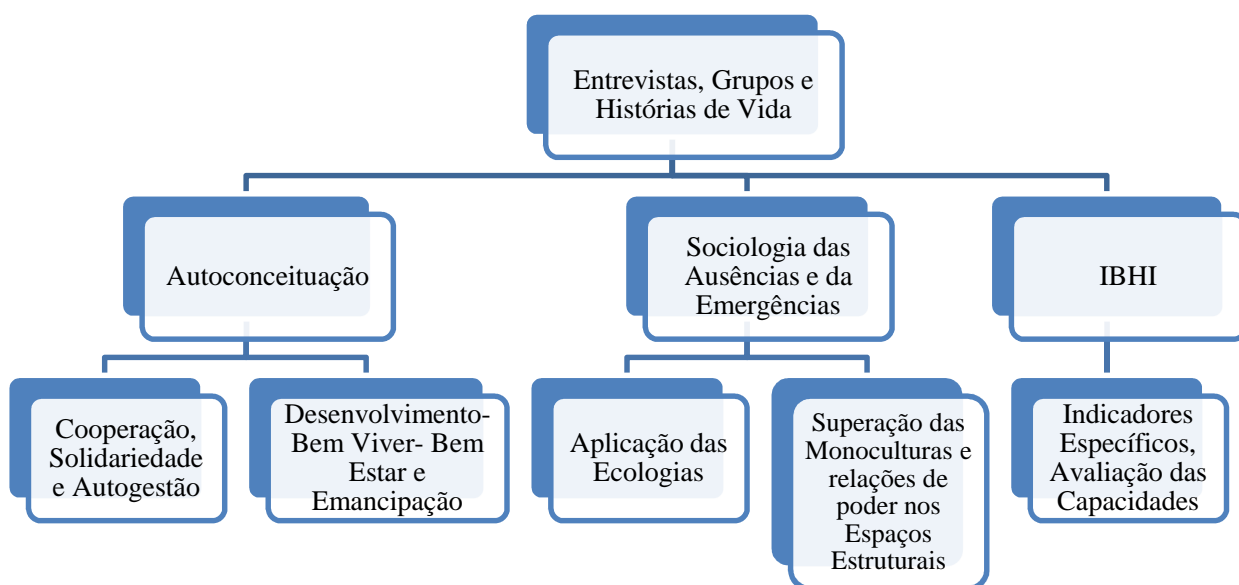 Entrevistas, Grupos e
Histórias de Vida
Autoconceituação
Sociologia das
Ausências e da
Emergências
IBHI
Cooperação,
Solidariedade
e Autogestão
Desenvolvimento-
Bem Viver- Bem
Estar e
Emancipação
Aplicação das
Ecologias
Superação das
Monoculturas e
relações de
poder nos
Espaços
Estruturais
Indicadores
Específicos,
Avaliação das
Capacidades